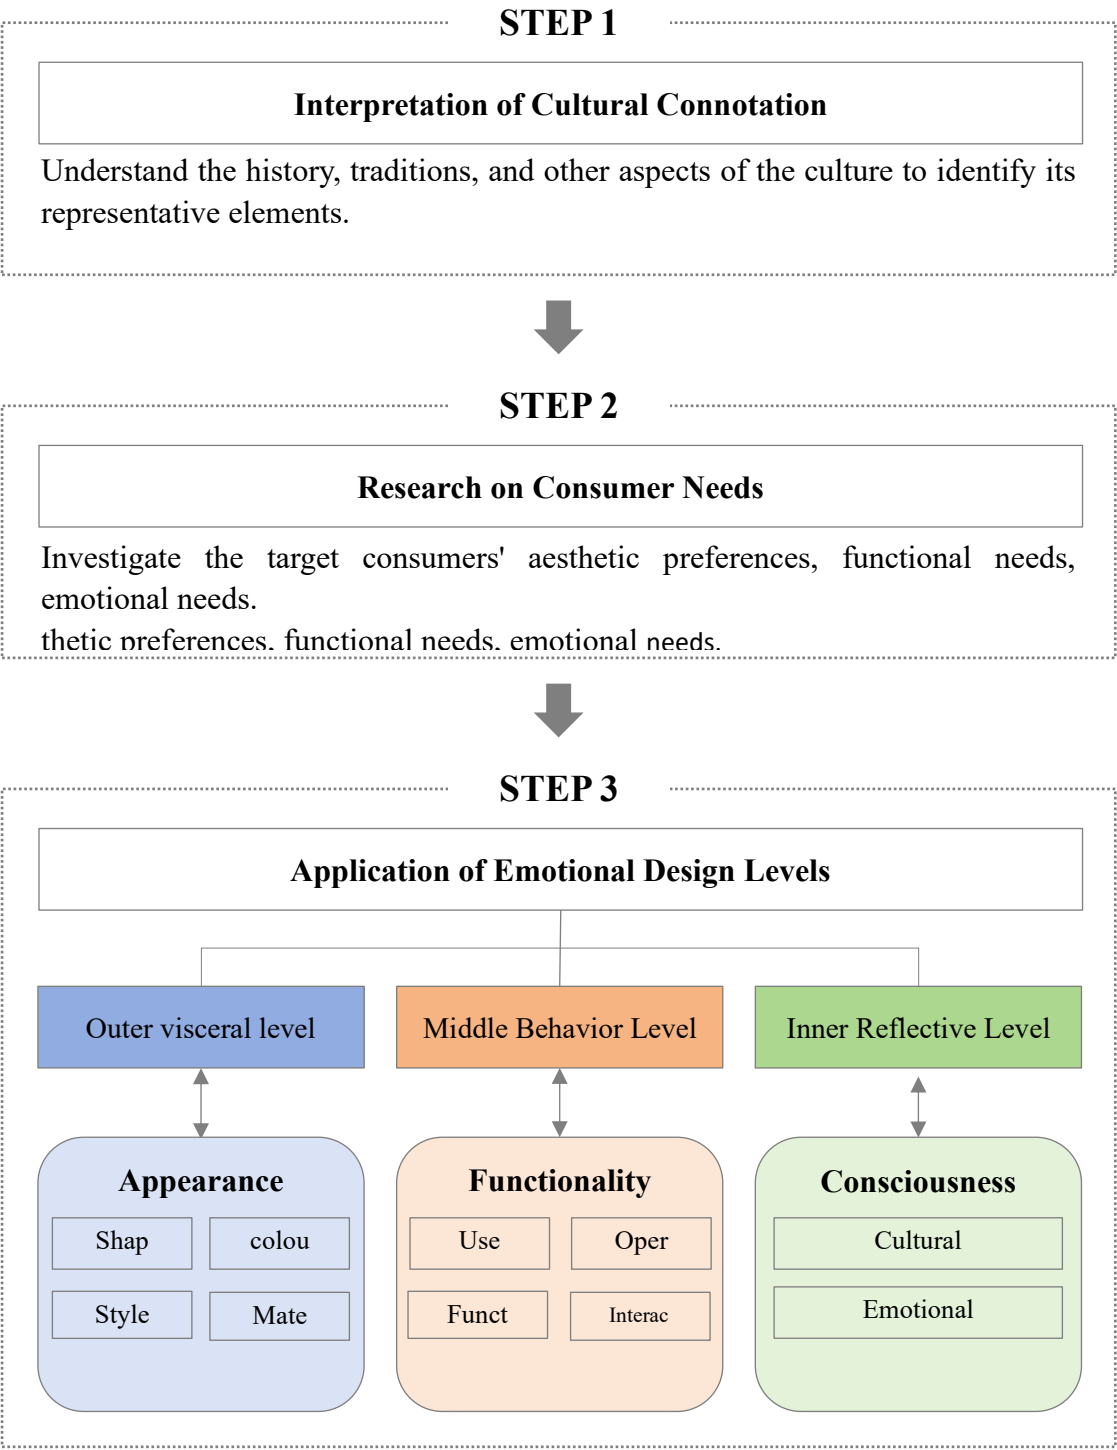 STEP 1
Interpretation of Cultural Connotation
Understand the history, traditions, and other aspects of the culture to identify its
representative elements.
STEP 2
Research on Consumer Needs
Investigate the target consumers' aesthetic preferences, functional needs,
emotional needs.
thetic preferences, functional needs, emotional needs.
STEP 3
Application of Emotional Design Levels
Outer visceral level
Middle Behavior Level
Inner Reflective Level
Appearance
Shap
colou
Style
Mate
Functionality
Use
Oper
Funct
Interac
Consciousness
Cultural
Emotional